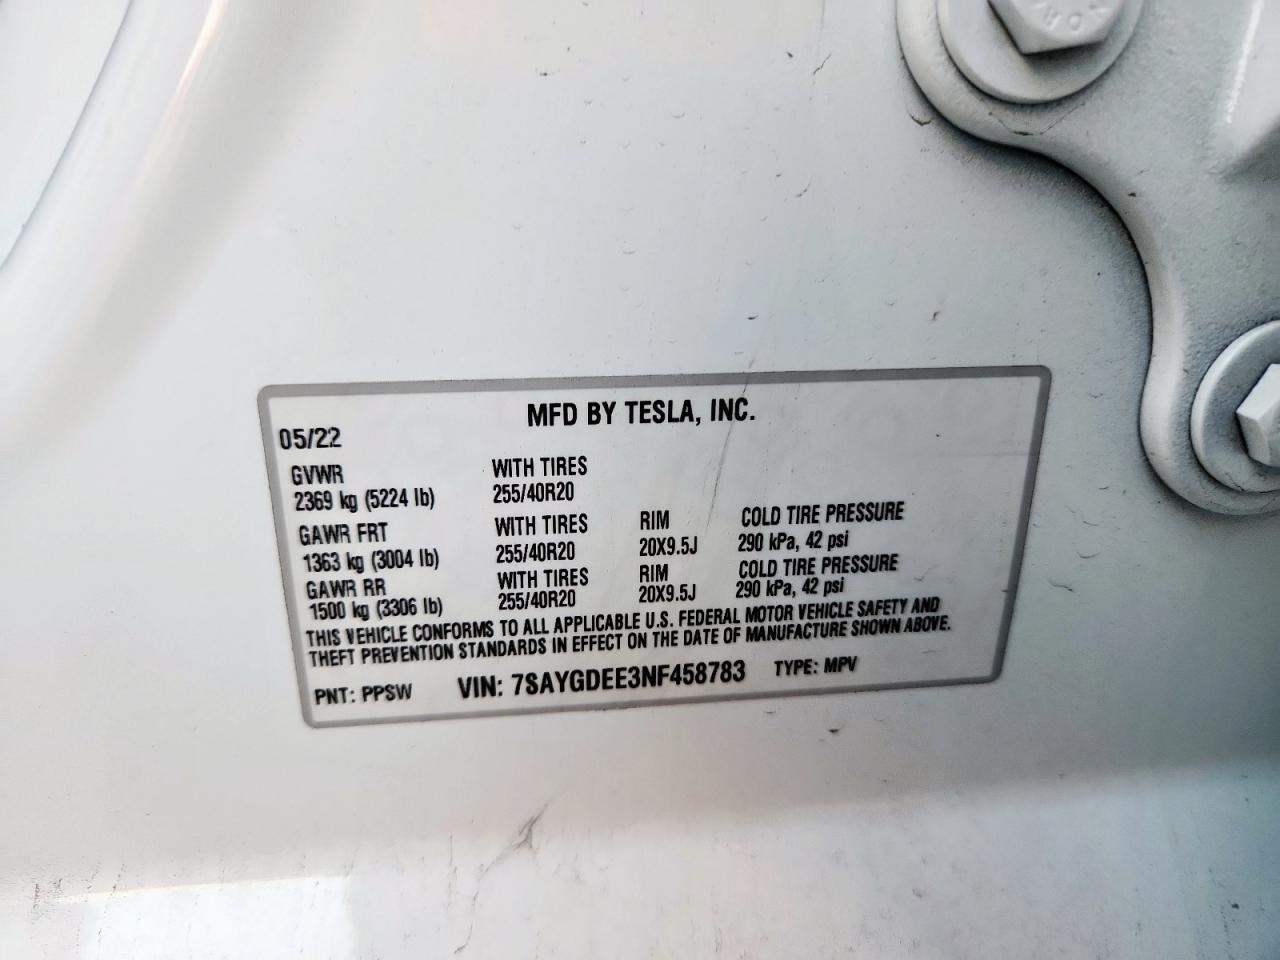 MFD BY TESLA, INC.
05/22
GVWR WITH TIRES
2369 kg (5224 lb) 255/40R20
GAWR FRT WITH TIRES RIM COLD TIRE PRESSURE
1363 kg (3004 lb) 255/40R20 20X9.5J 290 kPa, 42 psi
GAWR RR WITH TIRES RIM COLD TIRE PRESSURE
1500 kg (3306 lb) 255/40R20 20X9.5J 290 kPa, 42 psi
THIS VEHICLE CONFORMS TO ALL APPLICABLE U.S. FEDERAL MOTOR VEHICLE SAFETY AND
THEFT PREVENTION STANDARDS IN EFFECT ON THE DATE OF MANUFACTURE SHOWN ABOVE.
PNT: PPSW VIN: 7SAYGDEE3NF458783 TYPE: MPV